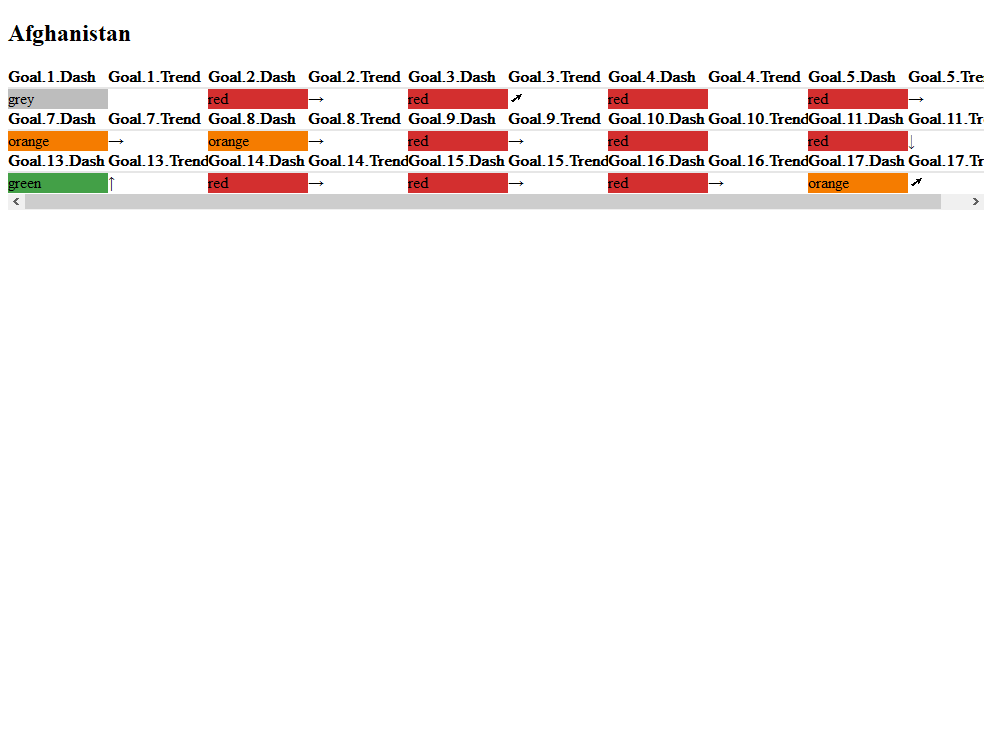 Afghanistan
Goal.1.Dash Goal.1.Trend Goal.2.Dash Goal.2.Trend Goal.3.Dash Goal.3.Trend Goal.4.Dash Goal.4.Trend Goal.5.Dash Goal.5.Tre
grey red → red ↗ red red →
Goal.7.Dash Goal.7.Trend Goal.8.Dash Goal.8.Trend Goal.9.Dash Goal.9.Trend Goal.10.Dash Goal.10.Trend Goal.11.Dash Goal.11.Tr
orange → orange → red → red red ↓
Goal.13.Dash Goal.13.Trend Goal.14.Dash Goal.14.Trend Goal.15.Dash Goal.15.Trend Goal.16.Dash Goal.16.Trend Goal.17.Dash Goal.17.Tr
green ↑ red → red → red → orange ↗